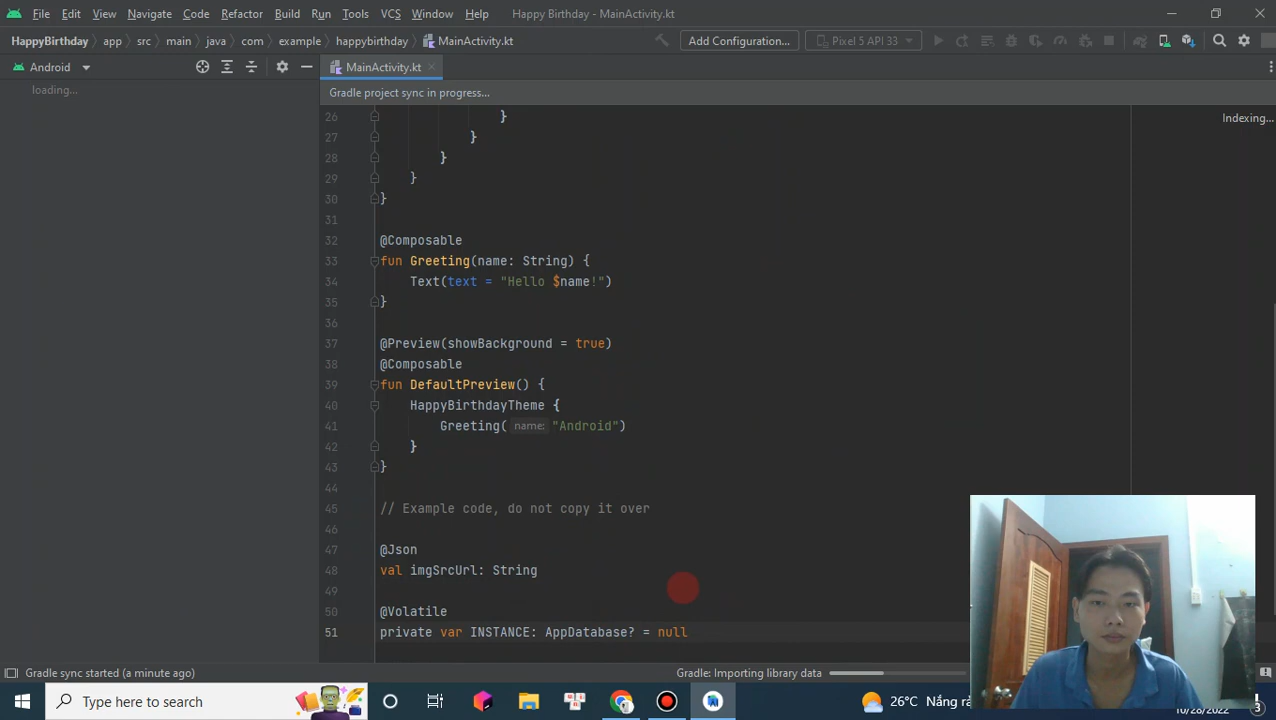 File Edit View Navigate Code Refactor Build Run Tools VCS Window Help Happy Birthday - MainActivity.kt
HappyBirthday app src main java com example happybirthday MainActivity.kt Add Configuration... Pixel 5 API 33
Android MainActivity.kt
loading... Gradle project sync in progress...
Indexing...
26 }
27 }
28 }
29 }
30 }
31
32 @Composable
33 fun Greeting(name: String) {
34 Text(text = "Hello $name!")
35 }
36
37 @Preview(showBackground = true)
38 @Composable
39 fun DefaultPreview() {
40 HappyBirthdayTheme {
41 Greeting( name: "Android")
42 }
43 }
44
45 // Example code, do not copy it over
46
47 @Json
48 val imgSrcUrl: String
49
50 @Volatile
51 private var INSTANCE: AppDatabase? = null
Gradle sync started (a minute ago) Gradle: Importing library data
Type here to search 26°C Nắng rả
10/28/2022